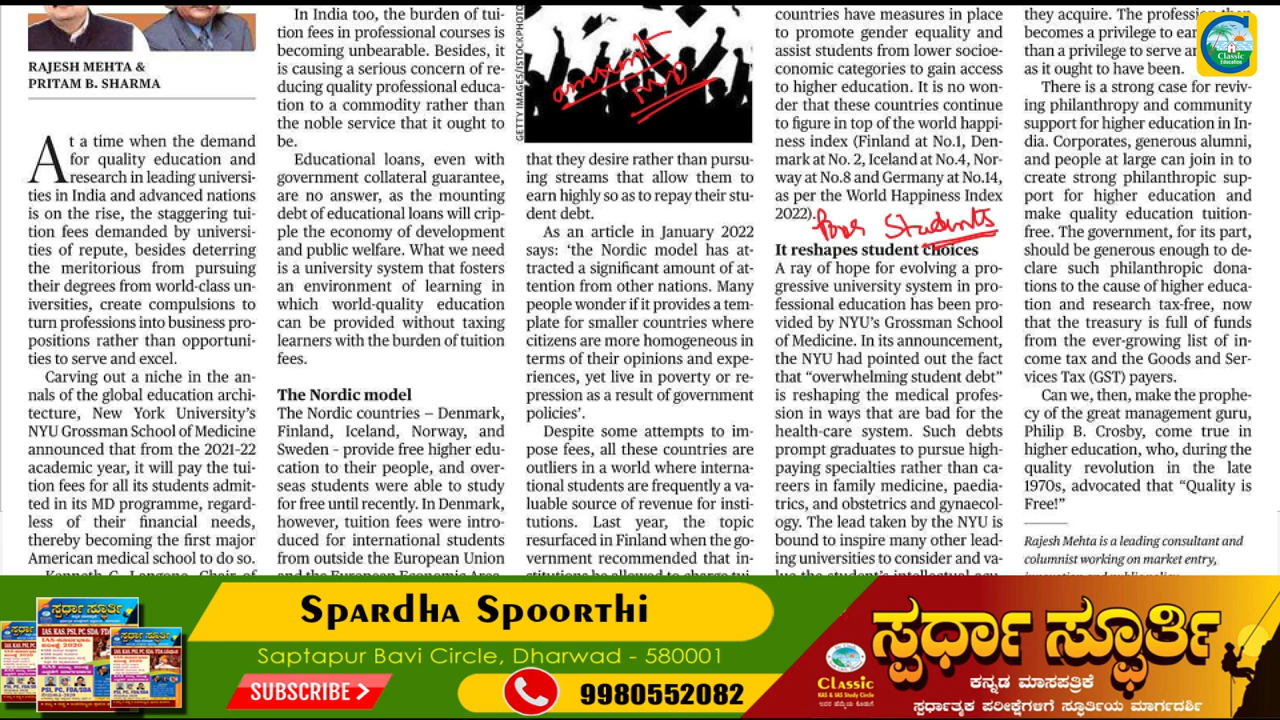 RAJESH MEHTA &
PRITAM B. SHARMA
At a time when the demand
for quality education and
research in leading universi-
ties in India and advanced nations
is on the rise, the staggering tui-
tion fees demanded by universi-
ties of repute, besides deterring
the meritorious from pursuing
their degrees from world-class un-
iversities, create compulsions to
turn professions into business pro-
positions rather than opportuni-
ties to serve and excel.
Carving out a niche in the an-
nals of the global education archi-
tecture, New York University's
NYU Grossman School of Medicine
announced that from the 2021-22
academic year, it will pay the tui-
tion fees for all its students admit-
ted in its MD programme, regard-
less of their financial needs,
thereby becoming the first major
American medical school to do so.
Kenneth G. Langone, Chair of
In India too, the burden of tui-
tion fees in professional courses is
becoming unbearable. Besides, it
is causing a serious concern of re-
ducing quality professional educa-
tion to a commodity rather than
the noble service that it ought to
be.
Educational loans, even with
government collateral guarantee,
are no answer, as the mounting
debt of educational loans will crip-
ple the economy of development
and public welfare. What we need
is a university system that fosters
an environment of learning in
which world-quality education
can be provided without taxing
learners with the burden of tuition
fees.
The Nordic model
The Nordic countries – Denmark,
Finland, Iceland, Norway, and
Sweden - provide free higher edu-
cation to their people, and over-
seas students were able to study
for free until recently. In Denmark,
however, tuition fees were intro-
duced for international students
from outside the European Union
and the European Economic Area
GETTY IMAGES/ISTOCKPHOTO
that they desire rather than pursu-
ing streams that allow them to
earn highly so as to repay their stu-
dent debt.
As an article in January 2022
says: 'the Nordic model has at-
tracted a significant amount of at-
tention from other nations. Many
people wonder if it provides a tem-
plate for smaller countries where
citizens are more homogeneous in
terms of their opinions and expe-
riences, yet live in poverty or re-
pression as a result of government
policies'.
Despite some attempts to im-
pose fees, all these countries are
outliers in a world where interna-
tional students are frequently a va-
luable source of revenue for insti-
tutions. Last year, the topic
resurfaced in Finland when the go-
vernment recommended that in-
stitutions be allowed to charge tui-
countries have measures in place
to promote gender equality and
assist students from lower socioe-
conomic categories to gain access
to higher education. It is no won-
der that these countries continue
to figure in top of the world happi-
ness index (Finland at No.1, Den-
mark at No. 2, Iceland at No.4, Nor-
way at No.8 and Germany at No.14,
as per the World Happiness Index
2022).
Poor Students
It reshapes student choices
A ray of hope for evolving a pro-
gressive university system in pro-
fessional education has been pro-
vided by NYU's Grossman School
of Medicine. In its announcement,
the NYU had pointed out the fact
that "overwhelming student debt"
is reshaping the medical profes-
sion in ways that are bad for the
health-care system. Such debts
prompt graduates to pursue high-
paying specialties rather than ca-
reers in family medicine, paedia-
trics, and obstetrics and gynaecol-
ogy. The lead taken by the NYU is
bound to inspire many other lead-
ing universities to consider and va-
lue the student's intellectual acu-
they acquire. The profession
becomes a privilege to ear
than a privilege to serve an
as it ought to have been.
There is a strong case for reviv-
ing philanthropy and community
support for higher education in In-
dia. Corporates, generous alumni,
and people at large can join in to
create strong philanthropic sup-
port for higher education and
make quality education tuition-
free. The government, for its part,
should be generous enough to de-
clare such philanthropic dona-
tions to the cause of higher educa-
tion and research tax-free, now
that the treasury is full of funds
from the ever-growing list of in-
come tax and the Goods and Ser-
vices Tax (GST) payers.
Can we, then, make the prophe-
cy of the great management guru,
Philip B. Crosby, come true in
higher education, who, during the
quality revolution in the late
1970s, advocated that "Quality is
Free!"
Rajesh Mehta is a leading consultant and
columnist working on market entry,
innovation and public policy
Classic
Education
Spardha Spoorthi
Saptapur Bavi Circle, Dharwad - 580001
SUBSCRIBE
9980552082
Classic
KAS & IAS Study Circle
ಸ್ಪರ್ಧಾ ಸ್ಫೂರ್ತಿ
ಕನ್ನಡ ಮಾಸಪತ್ರಿಕೆ
ಸ್ಪರ್ಧಾತ್ಮಕ ಪರೀಕ್ಷೆಗಳಿಗೆ ಸ್ಫೂರ್ತಿಯ ಮಾರ್ಗದರ್ಶಿ